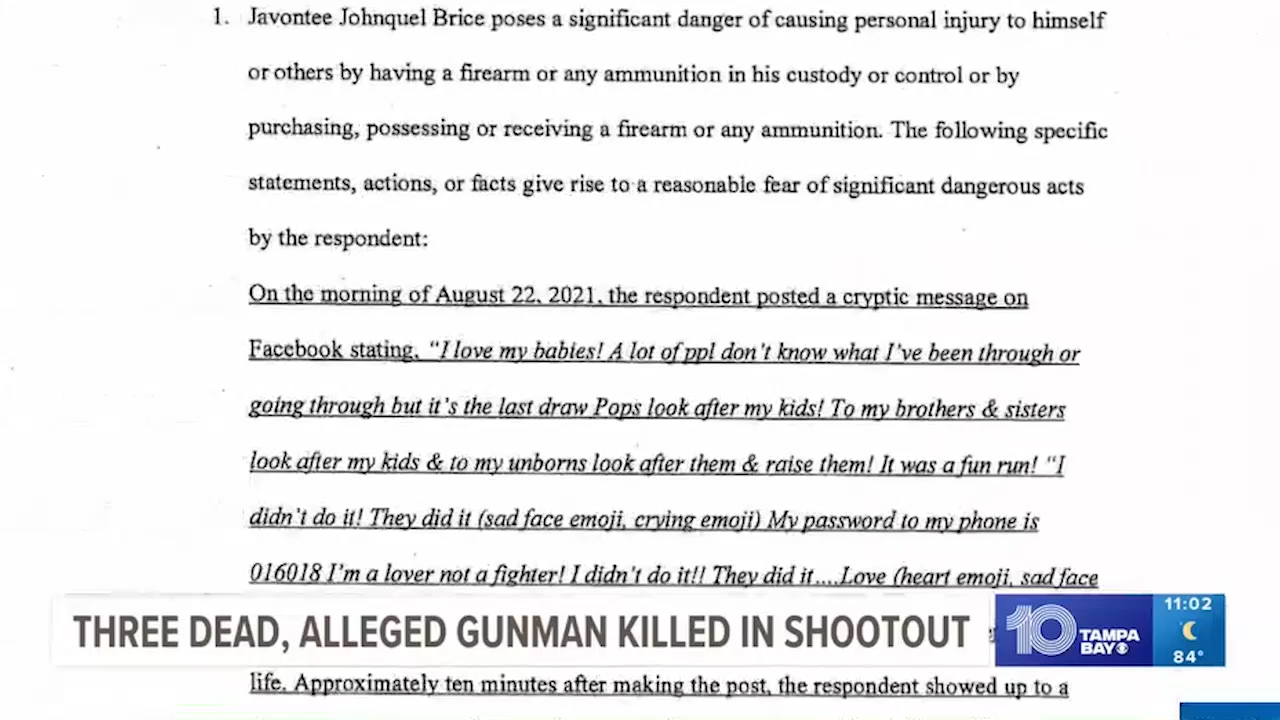 1. Javontee Johnquel Brice poses a significant danger of causing personal injury to himself
or others by having a firearm or any ammunition in his custody or control or by
purchasing, possessing or receiving a firearm or any ammunition. The following specific
statements, actions, or facts give rise to a reasonable fear of significant dangerous acts
by the respondent:
On the morning of August 22, 2021, the respondent posted a cryptic message on
Facebook stating, “I love my babies! A lot of ppl don't know what I've been through or
going through but it's the last draw Pops look after my kids! To my brothers & sisters
look after my kids & to my unborns look after them & raise them! It was a fun run! “I
didn't do it! They did it (sad face emoji, crying emoji) My password to my phone is
016018 I'm a lover not a fighter! I didn't do it!! They did it....Love (heart emoji, sad face
THREE DEAD, ALLEGED GUNMAN KILLED IN SHOOTOUT
10 TAMPA BAY
11:02
84°
life. Approximately ten minutes after making the post, the respondent showed up to a